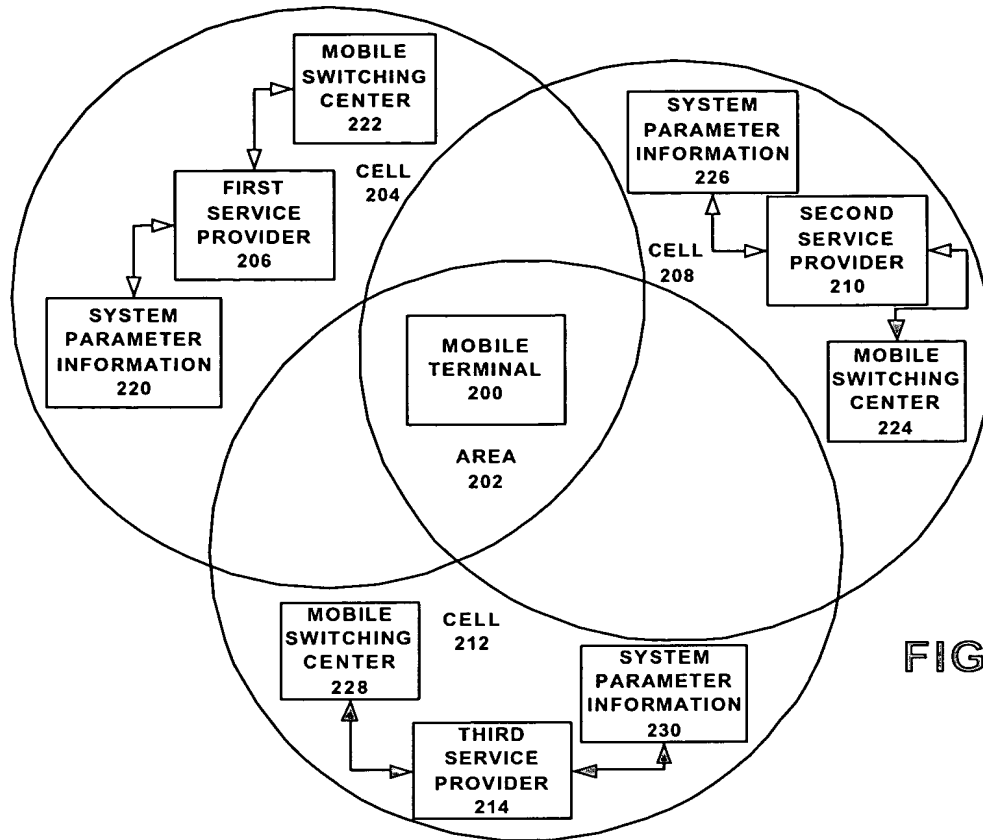 MOBILE
SWITCHING
CENTER
222
CELL
204
FIRST
SERVICE
PROVIDER
206
SYSTEM
PARAMETER
INFORMATION
220
SYSTEM
PARAMETER
INFORMATION
226
SECOND
SERVICE
PROVIDER
210
CELL
208
MOBILE
SWITCHING
CENTER
224
MOBILE
TERMINAL
200
AREA
202
MOBILE
SWITCHING
CENTER
228
CELL
212
SYSTEM
PARAMETER
INFORMATION
230
THIRD
SERVICE
PROVIDER
214
FIG